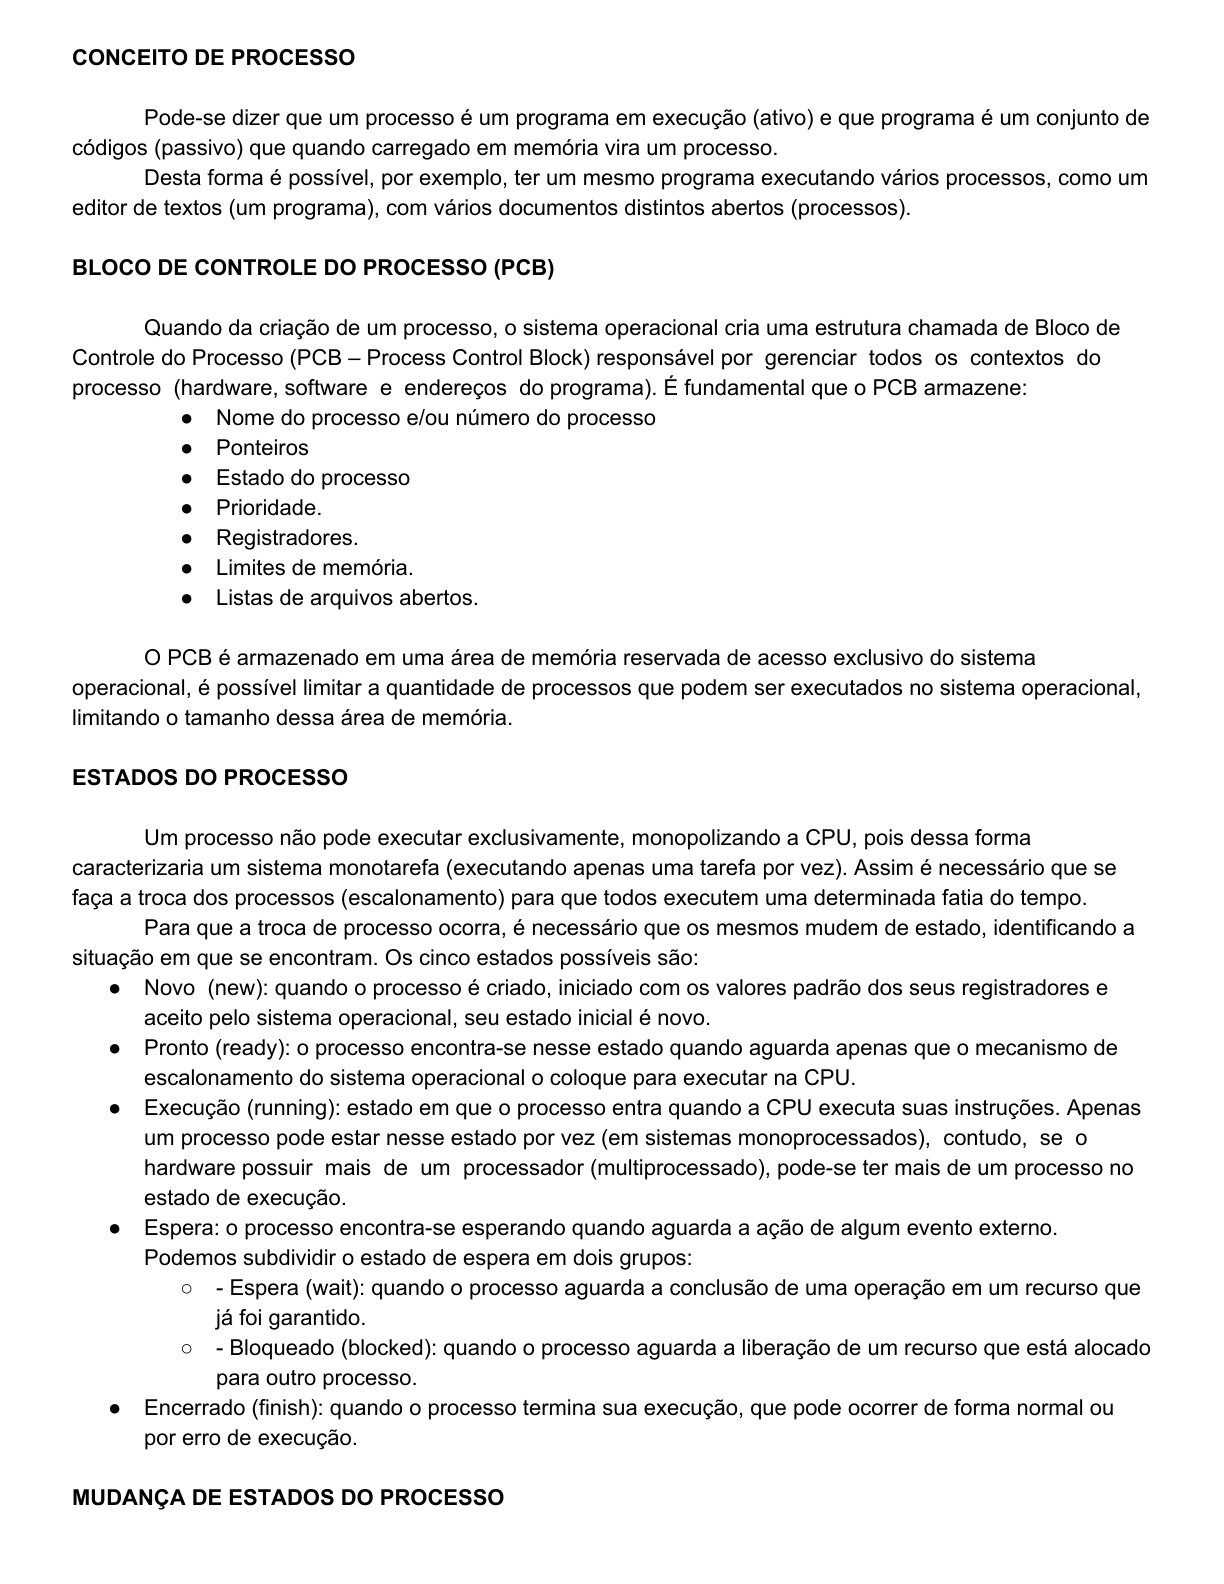 CONCEITO DE PROCESSO
Pode-se dizer que um processo é um programa em execução (ativo) e que programa é um conjunto de
códigos (passivo) que quando carregado em memória vira um processo.
Desta forma é possível, por exemplo, ter um mesmo programa executando vários processos, como um
editor de textos (um programa), com vários documentos distintos abertos (processos).
BLOCO DE CONTROLE DO PROCESSO (PCB)
Quando da criação de um processo, o sistema operacional cria uma estrutura chamada de Bloco de
Controle do Processo (PCB – Process Control Block) responsável por gerenciar todos os contextos do
processo (hardware, software e endereços do programa). É fundamental que o PCB armazene:
● Nome do processo e/ou número do processo
● Ponteiros
● Estado do processo
● Prioridade.
● Registradores.
● Limites de memória.
● Listas de arquivos abertos.
O PCB é armazenado em uma área de memória reservada de acesso exclusivo do sistema
operacional, é possível limitar a quantidade de processos que podem ser executados no sistema operacional,
limitando o tamanho dessa área de memória.
ESTADOS DO PROCESSO
Um processo não pode executar exclusivamente, monopolizando a CPU, pois dessa forma
caracterizaria um sistema monotarefa (executando apenas uma tarefa por vez). Assim é necessário que se
faça a troca dos processos (escalonamento) para que todos executem uma determinada fatia do tempo.
Para que a troca de processo ocorra, é necessário que os mesmos mudem de estado, identificando a
situação em que se encontram. Os cinco estados possíveis são:
● Novo (new): quando o processo é criado, iniciado com os valores padrão dos seus registradores e
aceito pelo sistema operacional, seu estado inicial é novo.
● Pronto (ready): o processo encontra-se nesse estado quando aguarda apenas que o mecanismo de
escalonamento do sistema operacional o coloque para executar na CPU.
● Execução (running): estado em que o processo entra quando a CPU executa suas instruções. Apenas
um processo pode estar nesse estado por vez (em sistemas monoprocessados), contudo, se o
hardware possuir mais de um processador (multiprocessado), pode-se ter mais de um processo no
estado de execução.
● Espera: o processo encontra-se esperando quando aguarda a ação de algum evento externo.
Podemos subdividir o estado de espera em dois grupos:
○ - Espera (wait): quando o processo aguarda a conclusão de uma operação em um recurso que
já foi garantido.
○ - Bloqueado (blocked): quando o processo aguarda a liberação de um recurso que está alocado
para outro processo.
● Encerrado (finish): quando o processo termina sua execução, que pode ocorrer de forma normal ou
por erro de execução.
MUDANÇA DE ESTADOS DO PROCESSO